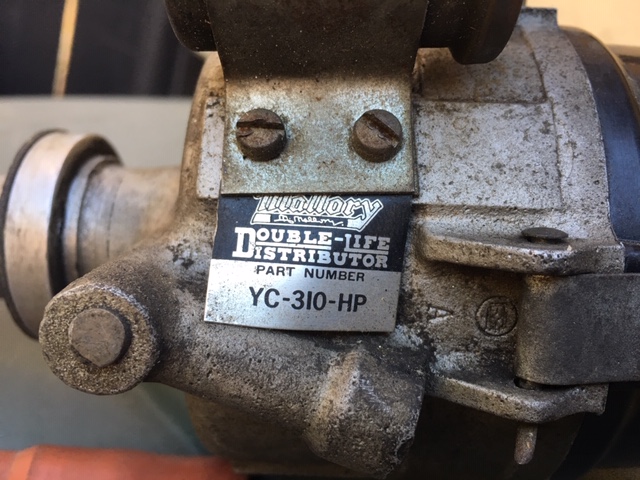 Mallory
DOUBLE-LIFE
DISTRIBUTOR
PART NUMBER
YC-310-HP
A